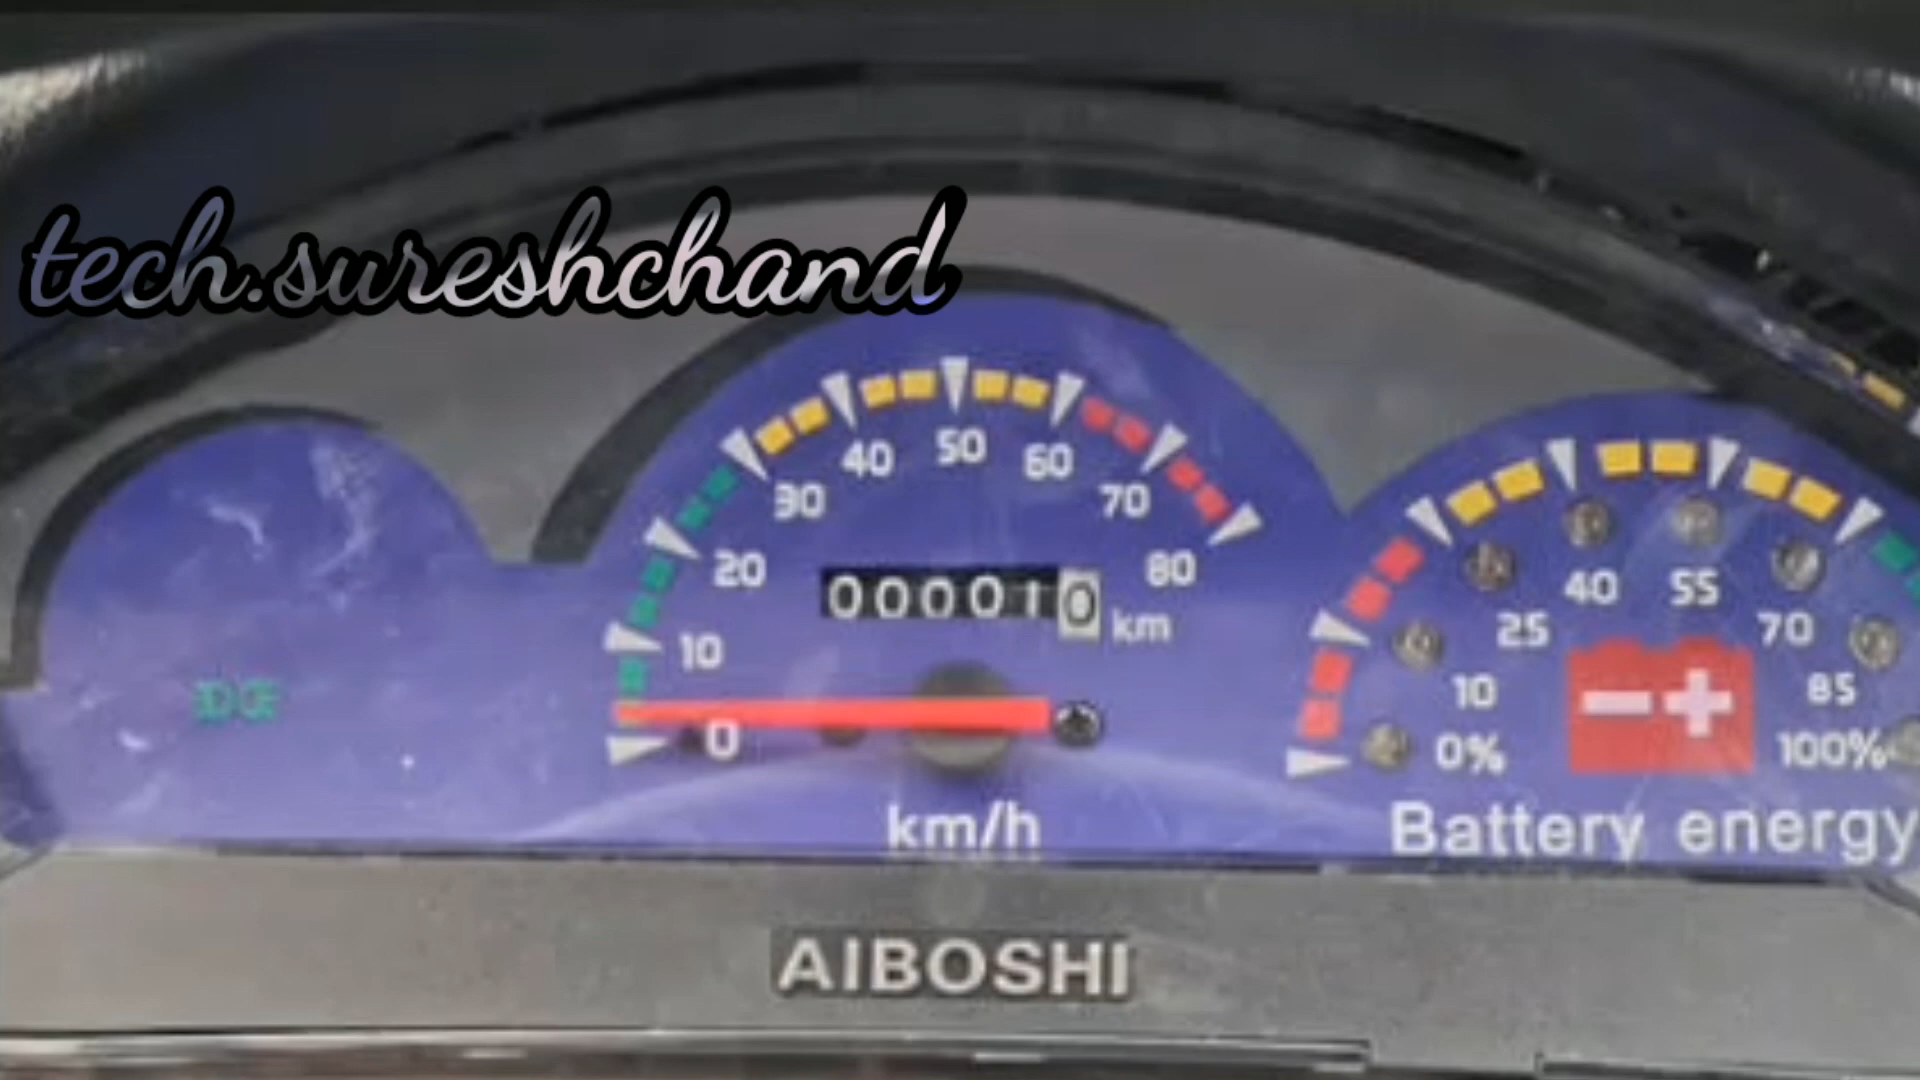 tech.sureshchand
40 50 60
30 70
20 80
000010 km
10
0
km/h
40 55
25 70
10 85
0% - + 100%
Battery energy
AIBOSHI